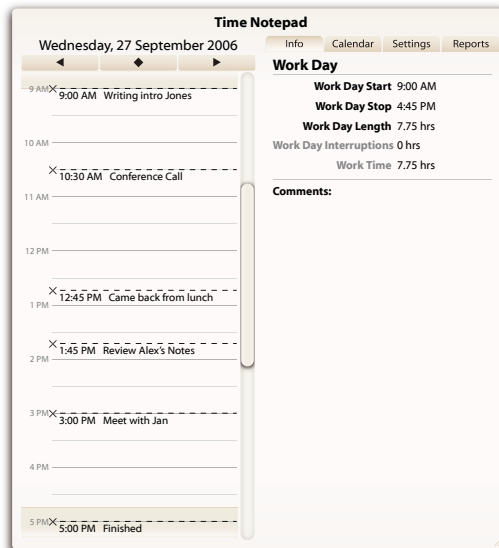 Time Notepad
Wednesday, 27 September 2006
9 AM
9:00 AM Writing intro Jones
10 AM
10:30 AM Conference Call
11 AM
12 PM
12:45 PM Came back from lunch
1 PM
1:45 PM Review Alex's Notes
2 PM
3 PM
3:00 PM Meet with Jan
4 PM
5 PM
5:00 PM Finished
Info Calendar Settings Reports
Work Day
Work Day Start 9:00 AM
Work Day Stop 4:45 PM
Work Day Length 7.75 hrs
Work Day Interruptions 0 hrs
Work Time 7.75 hrs
Comments: